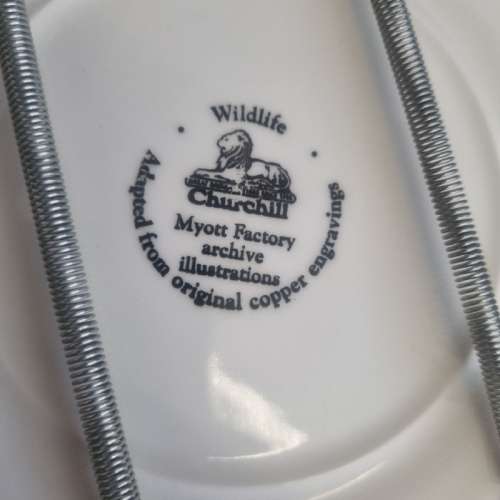 Wildlife
Churchill
Myott Factory
archive
illustrations
Adapted from original copper engravings